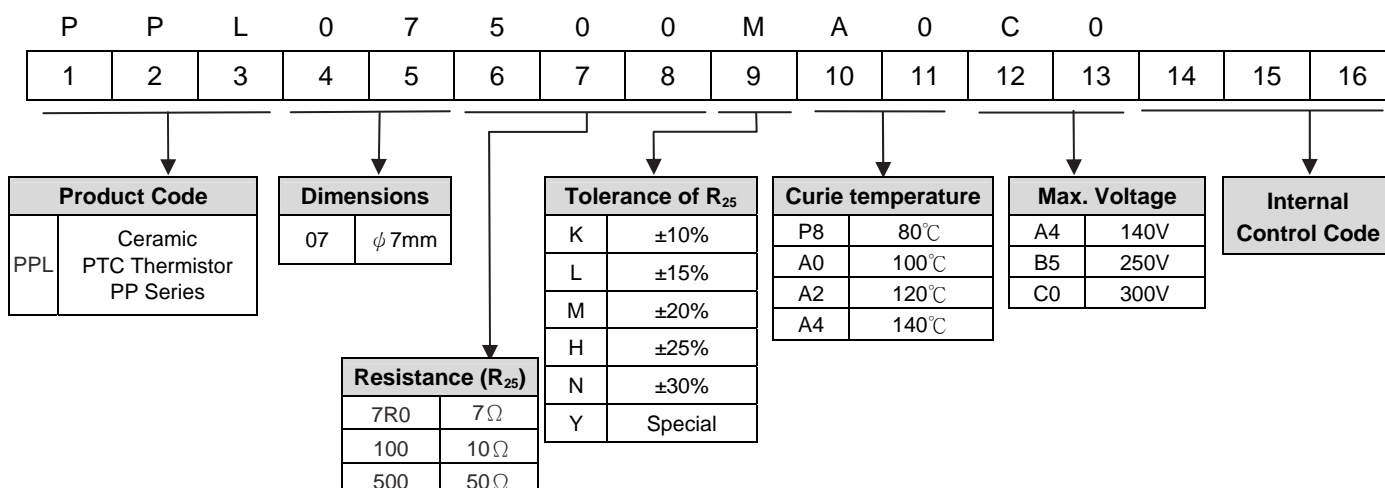 P P L 0 7 5 0 0 M A 0 C 0
1 2 3 4 5 6 7 8 9 10 11 12 13 14 15 16
Product Code
PPL Ceramic
PTC Thermistor
PP Series
Dimensions
07 ϕ 7mm
Resistance (R₂₅)
7R0 7Ω
100 10Ω
500 50Ω
Tolerance of R₂₅
K ±10%
L ±15%
M ±20%
H ±25%
N ±30%
Y Special
Curie temperature
P8 80℃
A0 100℃
A2 120℃
A4 140℃
Max. Voltage
A4 140V
B5 250V
C0 300V
Internal
Control Code